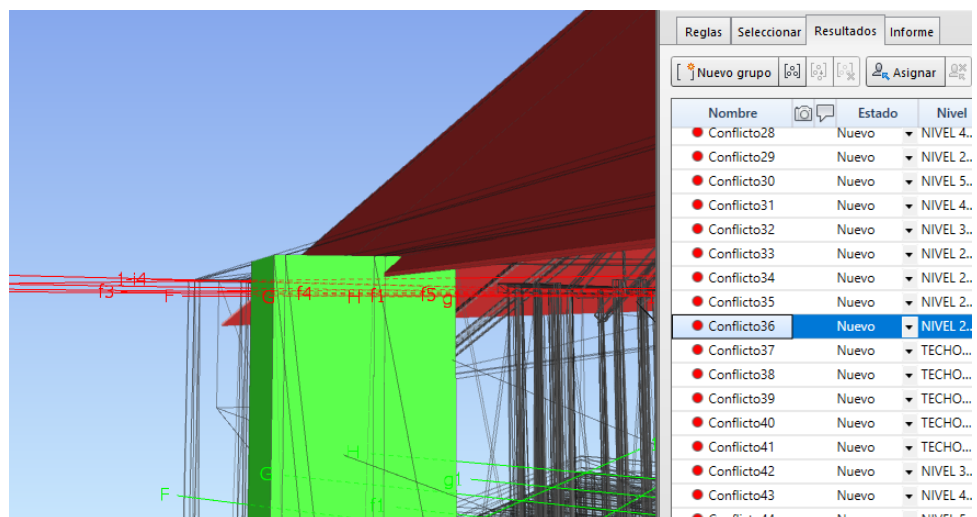 Reglas Seleccionar Resultados Informe
Nuevo grupo Asignar
Nombre Estado Nivel
Conflicto28 Nuevo NIVEL 4...
Conflicto29 Nuevo NIVEL 2...
Conflicto30 Nuevo NIVEL 5...
Conflicto31 Nuevo NIVEL 4...
Conflicto32 Nuevo NIVEL 3...
Conflicto33 Nuevo NIVEL 2...
Conflicto34 Nuevo NIVEL 2...
Conflicto35 Nuevo NIVEL 2...
Conflicto36 Nuevo NIVEL 2...
Conflicto37 Nuevo TECHO...
Conflicto38 Nuevo TECHO...
Conflicto39 Nuevo TECHO...
Conflicto40 Nuevo TECHO...
Conflicto41 Nuevo TECHO...
Conflicto42 Nuevo NIVEL 3...
Conflicto43 Nuevo NIVEL 4...
f3 F G f4 H f1 f5 g
H
F G f1 g1